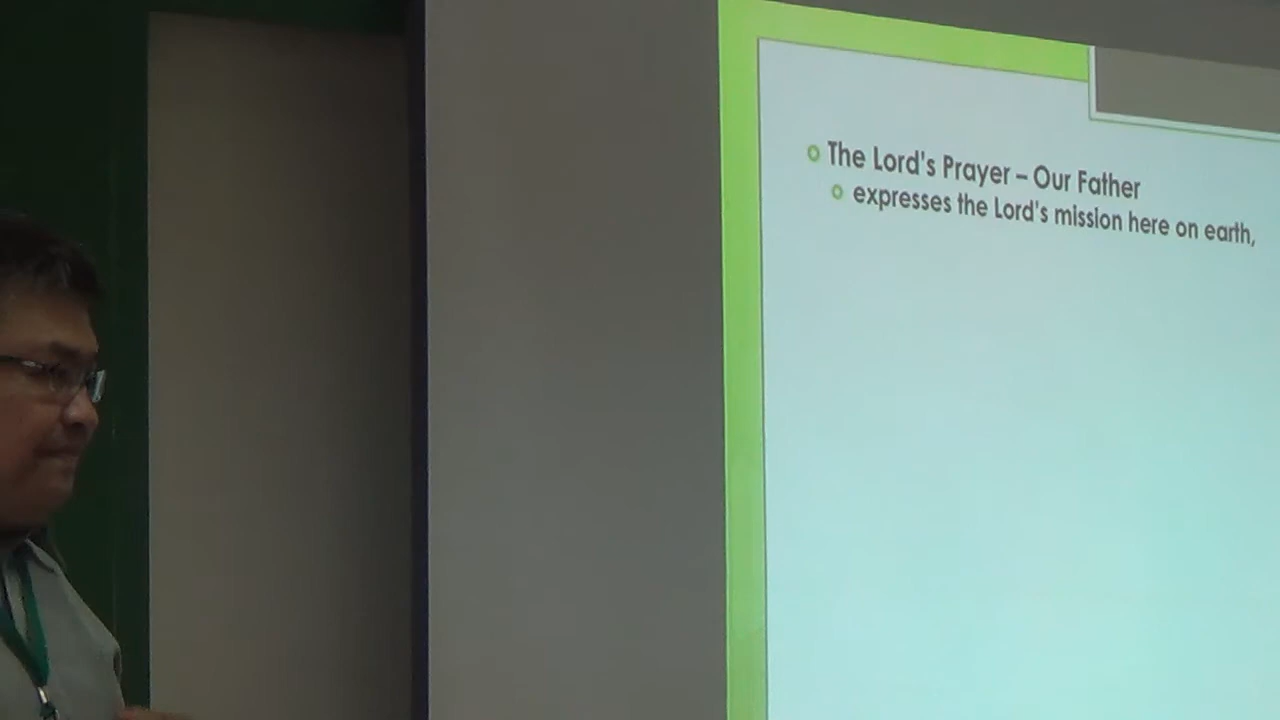 The Lord's Prayer – Our Father
expresses the Lord's mission here on earth,